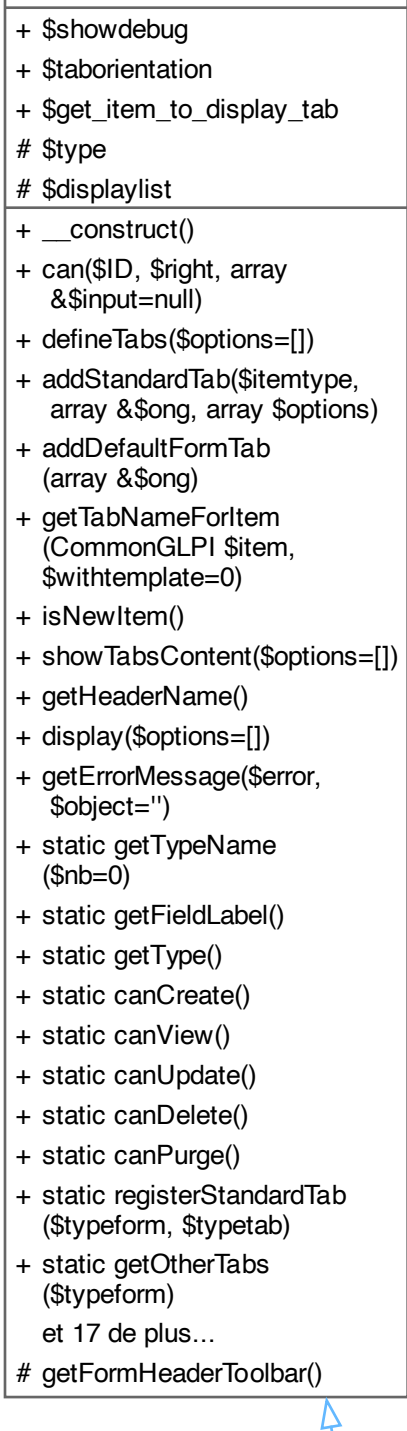 + $showdebug
+ $taborientation
+ $get_item_to_display_tab
# $type
# $displaylist
+ __construct()
+ can($ID, $right, array
&$input=null)
+ defineTabs($options=[])
+ addStandardTab($itemtype,
array &$ong, array $options)
+ addDefaultFormTab
(array &$ong)
+ getTabNameForItem
(CommonGLPI $item,
$withtemplate=0)
+ isNewItem()
+ showTabsContent($options=[])
+ getHeaderName()
+ display($options=[])
+ getErrorMessage($error,
$object='')
+ static getTypeName
($nb=0)
+ static getFieldLabel()
+ static getType()
+ static canCreate()
+ static canView()
+ static canUpdate()
+ static canDelete()
+ static canPurge()
+ static registerStandardTab
($typeform, $typetab)
+ static getOtherTabs
($typeform)
et 17 de plus...
# getFormHeaderToolbar()